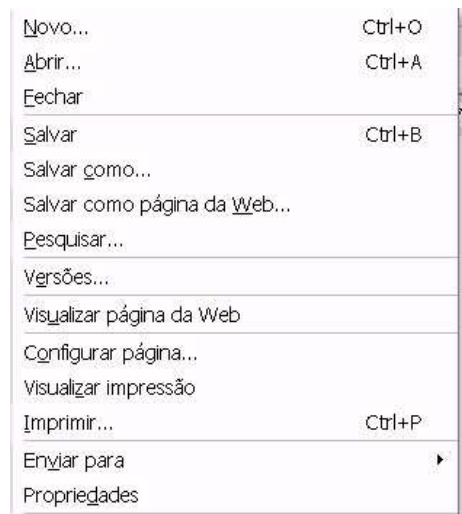 Novo... Ctrl+O
Abrir... Ctrl+A
Fechar
Salvar Ctrl+B
Salvar como...
Salvar como página da Web...
Pesquisar...
Versões...
Visualizar página da Web
Configurar página...
Visualizar impressão
Imprimir... Ctrl+P
Enviar para
Propriedades